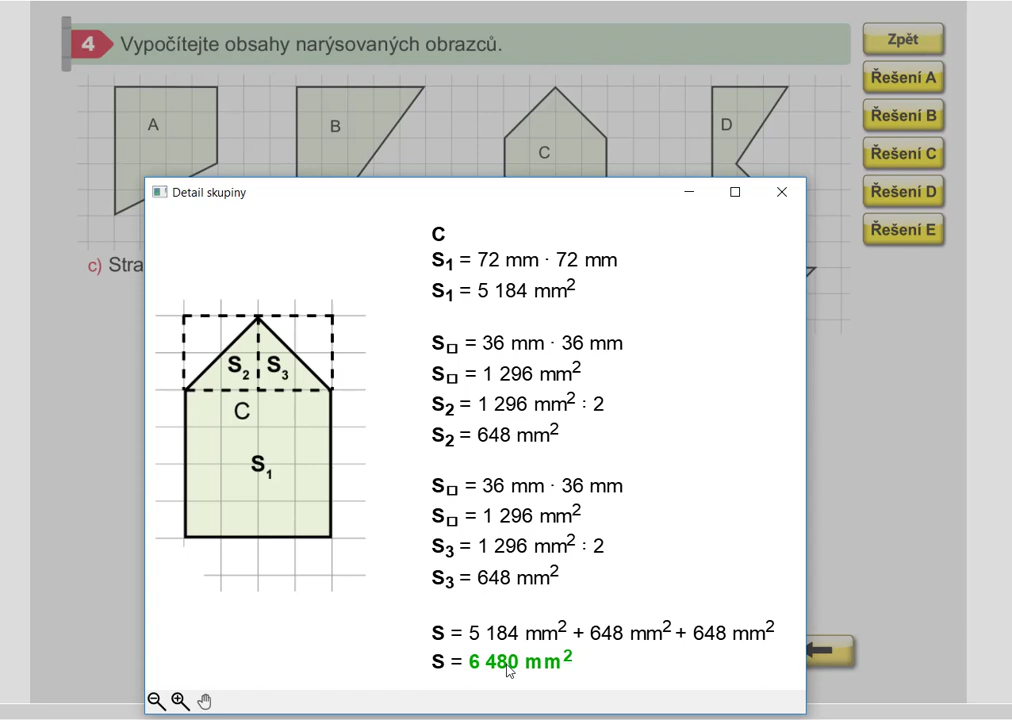 4 Vypočítejte obsahy narýsovaných obrazců.
Zpět
Řešení A
Řešení B
Řešení C
Řešení D
Řešení E
A
B
C
D
c) Stra
Detail skupiny
C
S1 = 72 mm · 72 mm
S1 = 5 184 mm²
S□ = 36 mm · 36 mm
S□ = 1 296 mm²
S2 = 1 296 mm² : 2
S2 = 648 mm²
S□ = 36 mm · 36 mm
S□ = 1 296 mm²
S3 = 1 296 mm² : 2
S3 = 648 mm²
S = 5 184 mm² + 648 mm² + 648 mm²
S = 6 480 mm²
S2 S3
C
S1